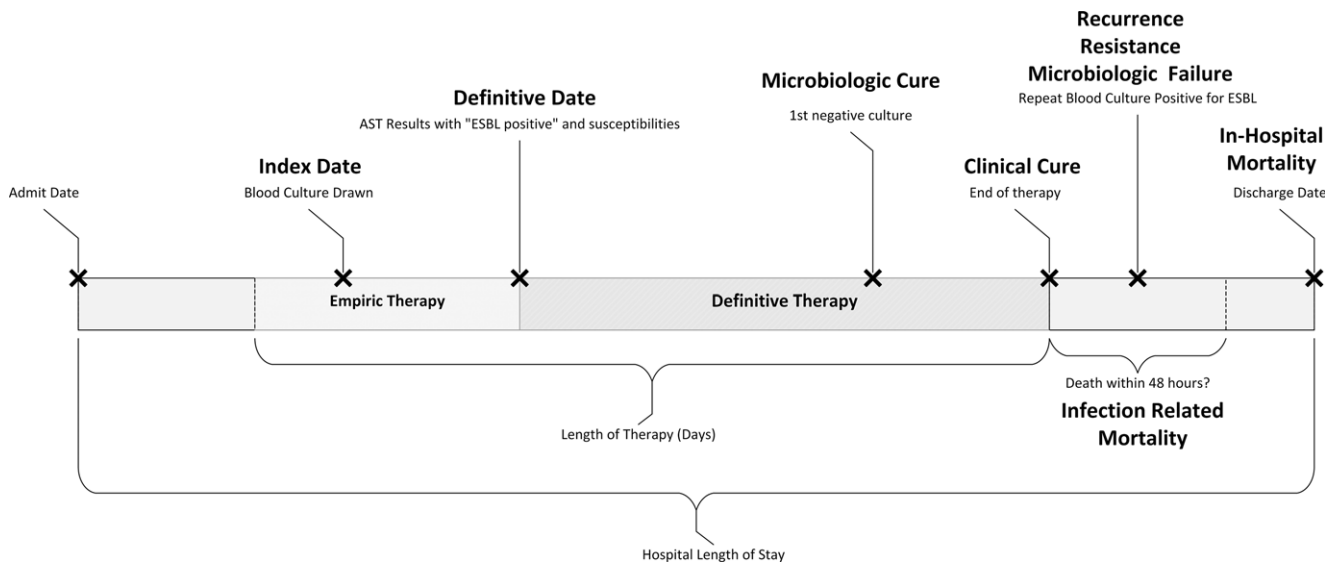 Recurrence
Resistance
Microbiologic Failure
Repeat Blood Culture Positive for ESBL
Microbiologic Cure
1st negative culture
Definitive Date
AST Results with "ESBL positive" and susceptibilities
In-Hospital
Mortality
Discharge Date
Index Date
Blood Culture Drawn
Clinical Cure
End of therapy
Admit Date
Empiric Therapy
Definitive Therapy
Death within 48 hours?
Infection Related
Mortality
Length of Therapy (Days)
Hospital Length of Stay